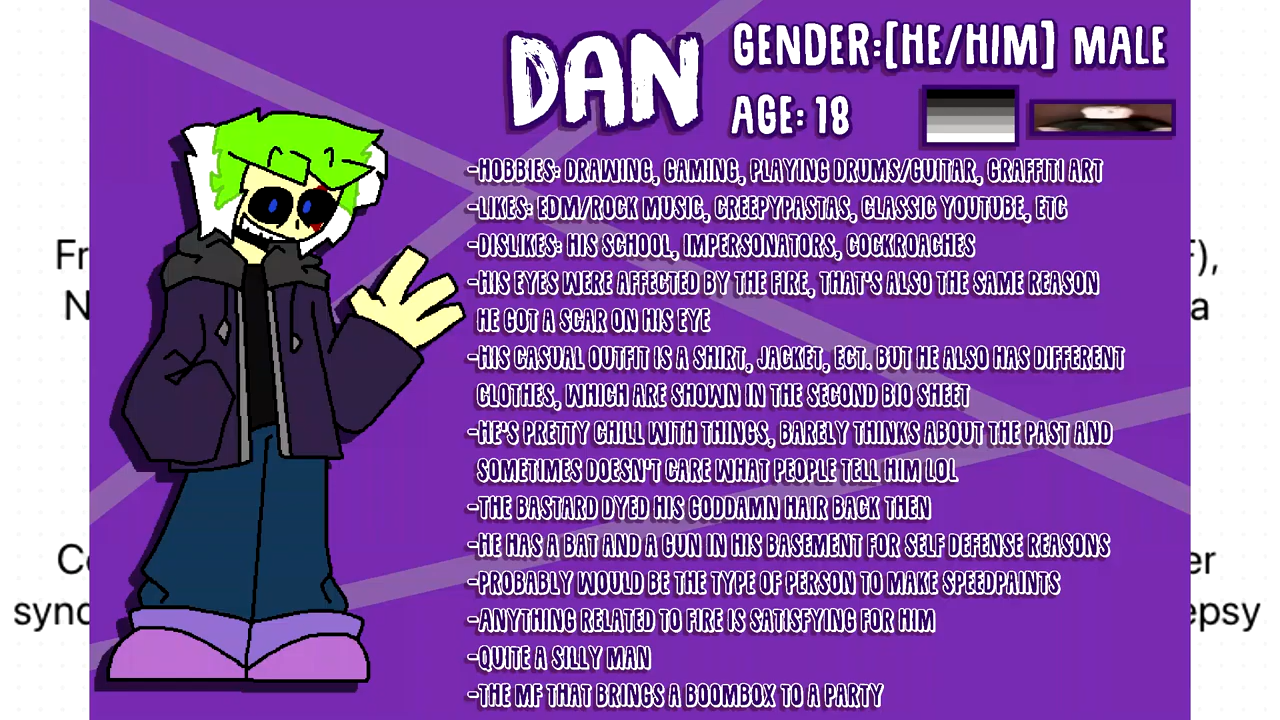 DAN
GENDER:[HE/HIM] MALE
AGE: 18
-HOBBIES: DRAWING, GAMING, PLAYING DRUMS/GUITAR, GRAFFITI ART
-LIKES: EDM/ROCK MUSIC, CREEPYPASTAS, CLASSIC YOUTUBE, ETC
-DISLIKES: HIS SCHOOL, IMPERSONATORS, COCKROACHES
-HIS EYES WERE AFFECTED BY THE FIRE, THAT'S ALSO THE SAME REASON
HE GOT A SCAR ON HIS EYE
-HIS CASUAL OUTFIT IS A SHIRT, JACKET, ECT. BUT HE ALSO HAS DIFFERENT
CLOTHES, WHICH ARE SHOWN IN THE SECOND BIO SHEET
-HE'S PRETTY CHILL WITH THINGS, BARELY THINKS ABOUT THE PAST AND
SOMETIMES DOESN'T CARE WHAT PEOPLE TELL HIM LOL
-THE BASTARD DYED HIS GODDAMN HAIR BACK THEN
-HE HAS A BAT AND A GUN IN HIS BASEMENT FOR SELF DEFENSE REASONS
-PROBABLY WOULD BE THE TYPE OF PERSON TO MAKE SPEEDPAINTS
-ANYTHING RELATED TO FIRE IS SATISFYING FOR HIM
-QUITE A SILLY MAN
-THE MF THAT BRINGS A BOOMBOX TO A PARTY